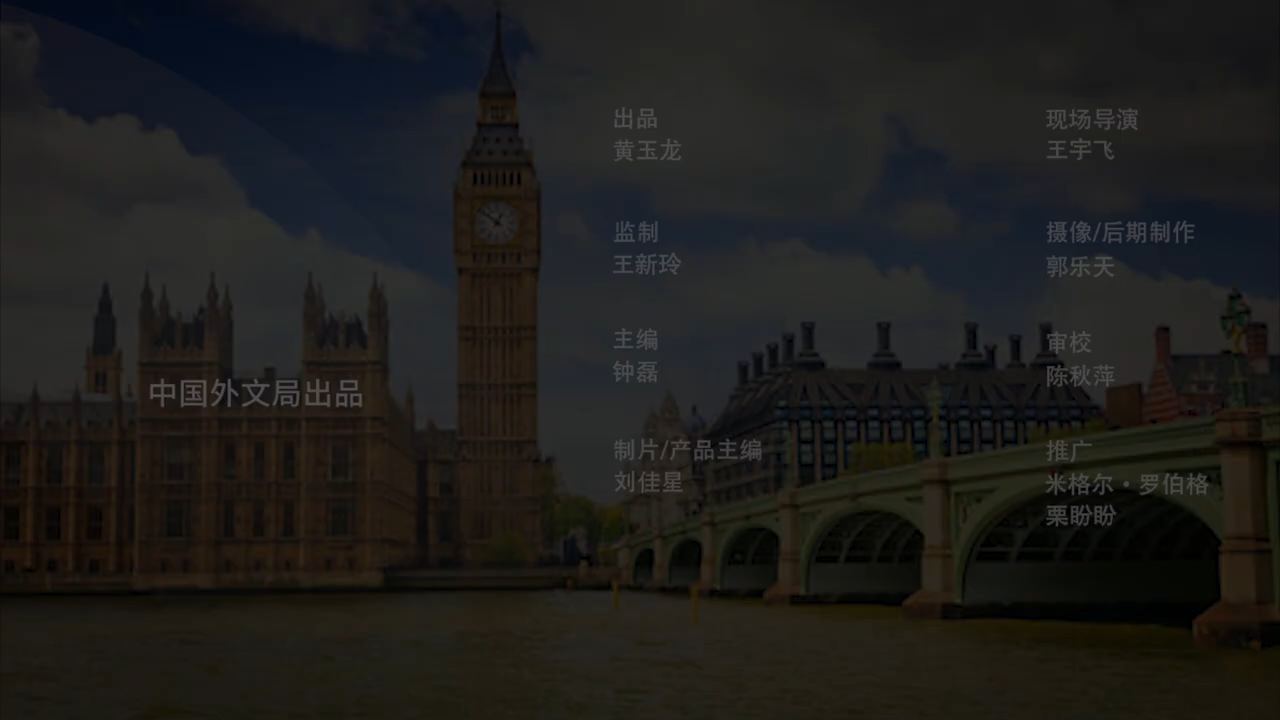 中国外文局出品
出品
黄玉龙
监制
王新玲
主编
钟磊
制片/产品主编
刘佳星
现场导演
王宇飞
摄像/后期制作
郭乐天
审校
陈秋萍
推广
米格尔·罗伯格
栗盼盼